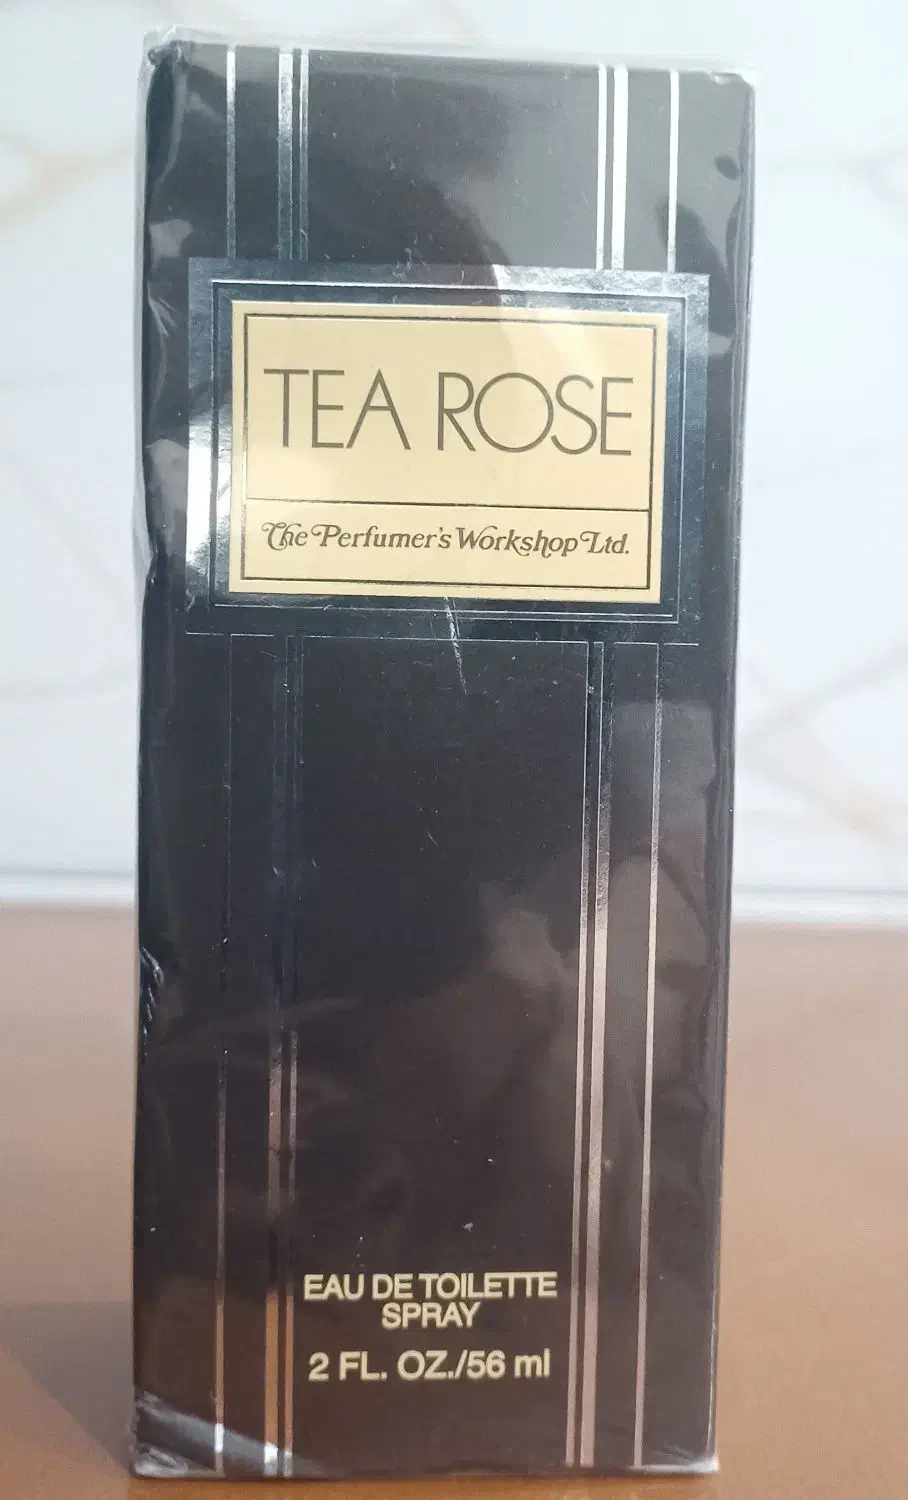 TEA ROSE
The Perfumer's Workshop Ltd.
EAU DE TOILETTE
SPRAY
2 FL. OZ./56 ml